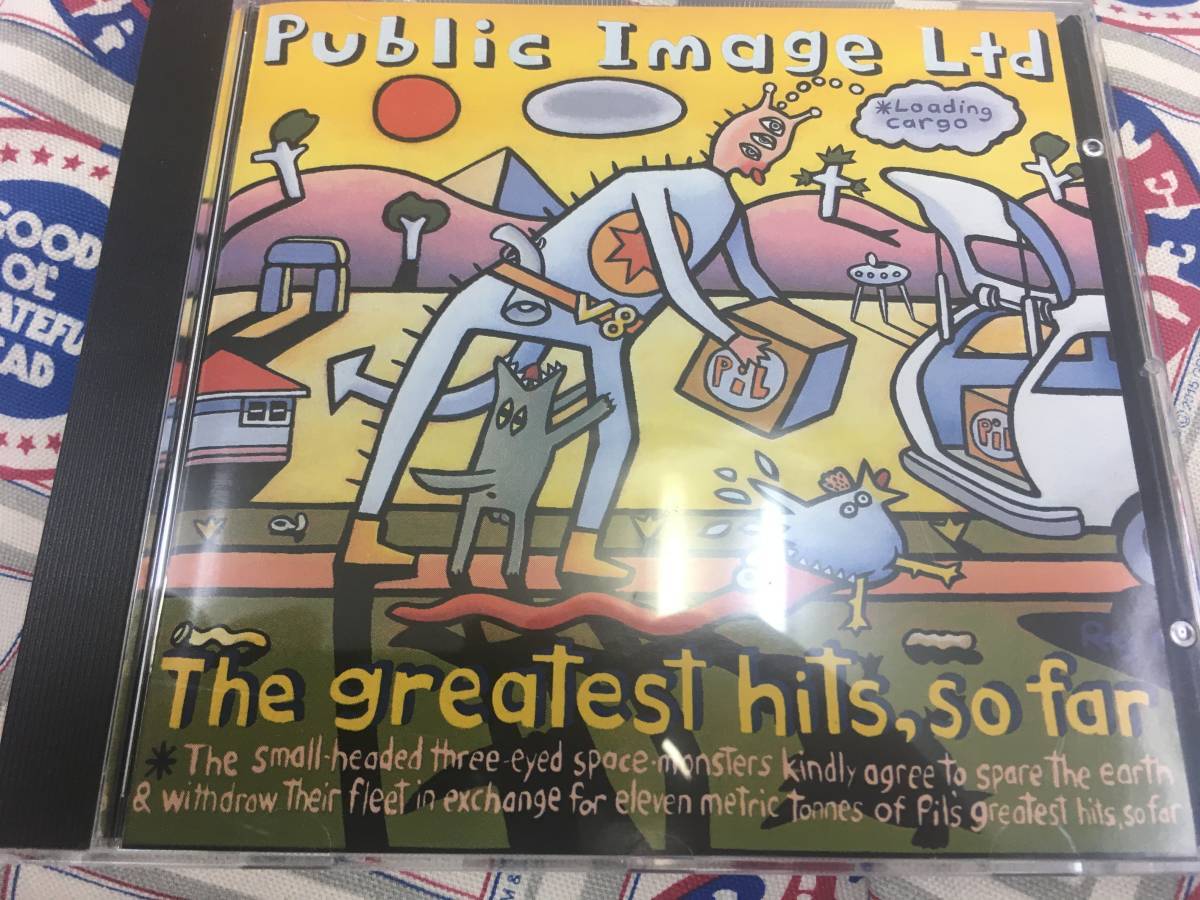 Public Image Ltd
*Loading
cargo
V8
PiL
PiL
The greatest hits, so far
* The small-headed three-eyed space-monsters kindly agree to spare the earth
& withdraw their fleet in exchange for eleven metric tonnes of Pil's greatest hits, so far
GOOD
OL'
GRATEFUL
DEAD